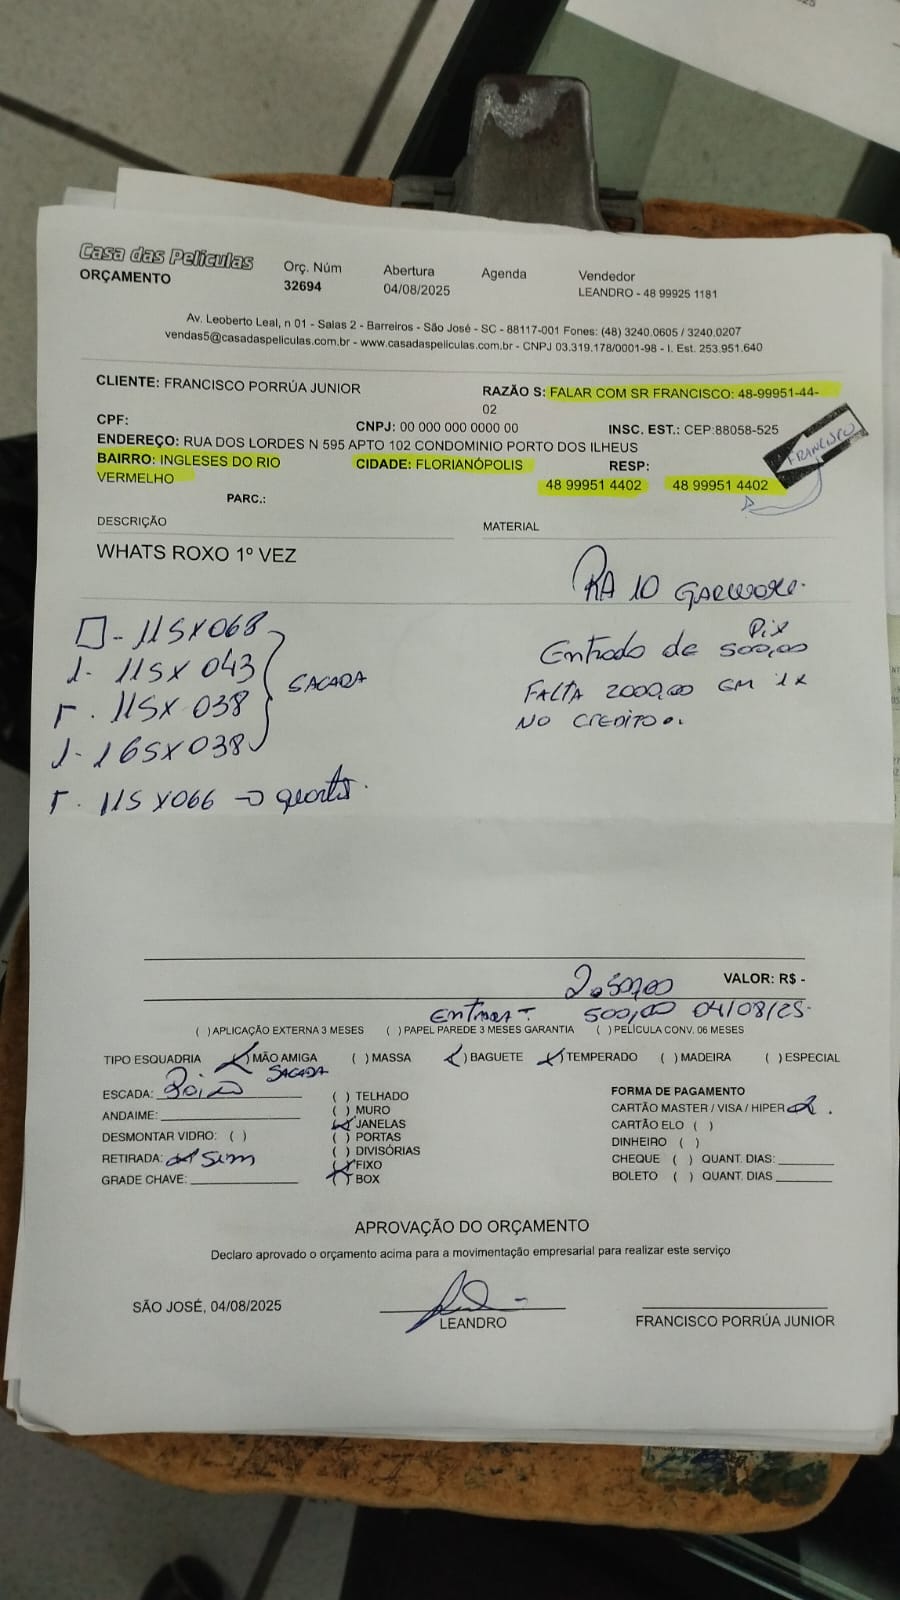 Casa das Películas
ORÇAMENTO
Orç. Núm
32694
Abertura
04/08/2025
Agenda
Vendedor
LEANDRO - 48 99925 1181
Av. Leoberto Leal, n 01 - Salas 2 - Barreiros - São José - SC - 88117-001 Fones: (48) 3240.0605 / 3240.0207
vendas5@casadaspeliculas.com.br - www.casadaspeliculas.com.br - CNPJ 03.319.178/0001-98 - I. Est. 253.951.640
CLIENTE: FRANCISCO PORRÚA JUNIOR
RAZÃO S: FALAR COM SR FRANCISCO: 48-99951-44-
02
CPF:
CNPJ: 00 000 000 0000 00
INSC. EST.: CEP:88058-525
ENDEREÇO: RUA DOS LORDES N 595 APTO 102 CONDOMINIO PORTO DOS ILHEUS
BAIRRO: INGLESES DO RIO
VERMELHO
CIDADE: FLORIANÓPOLIS
RESP:
48 99951 4402 48 99951 4402
FRANCISCO
PARC.:
DESCRIÇÃO
MATERIAL
WHATS ROXO 1º VEZ
RA 10 GARWARE.
115X068
115X043
115X038
165X038
SACADA
115X066 → quarto.
Pix
Entrada de 500,00
FALTA 2000,00 EM 1X
NO CREDITO.
VALOR: R$ -
2.500,00
ENTRADA - 500,00 04/08/25.
( ) APLICAÇÃO EXTERNA 3 MESES ( ) PAPEL PAREDE 3 MESES GARANTIA ( ) PELÍCULA CONV. 06 MESES
TIPO ESQUADRIA ( ) MÃO AMIGA ( ) MASSA ( ) BAGUETE ( ) TEMPERADO ( ) MADEIRA ( ) ESPECIAL
SACADA
ESCADA:
ANDAIME:
DESMONTAR VIDRO: ( )
RETIRADA: Sim
GRADE CHAVE:
( ) TELHADO
( ) MURO
( ) JANELAS
( ) PORTAS
( ) DIVISÓRIAS
( ) FIXO
( ) BOX
FORMA DE PAGAMENTO
CARTÃO MASTER / VISA / HIPER
CARTÃO ELO ( )
DINHEIRO ( )
CHEQUE ( ) QUANT. DIAS:
BOLETO ( ) QUANT. DIAS
APROVAÇÃO DO ORÇAMENTO
Declaro aprovado o orçamento acima para a movimentação empresarial para realizar este serviço
SÃO JOSÉ, 04/08/2025
LEANDRO
FRANCISCO PORRÚA JUNIOR